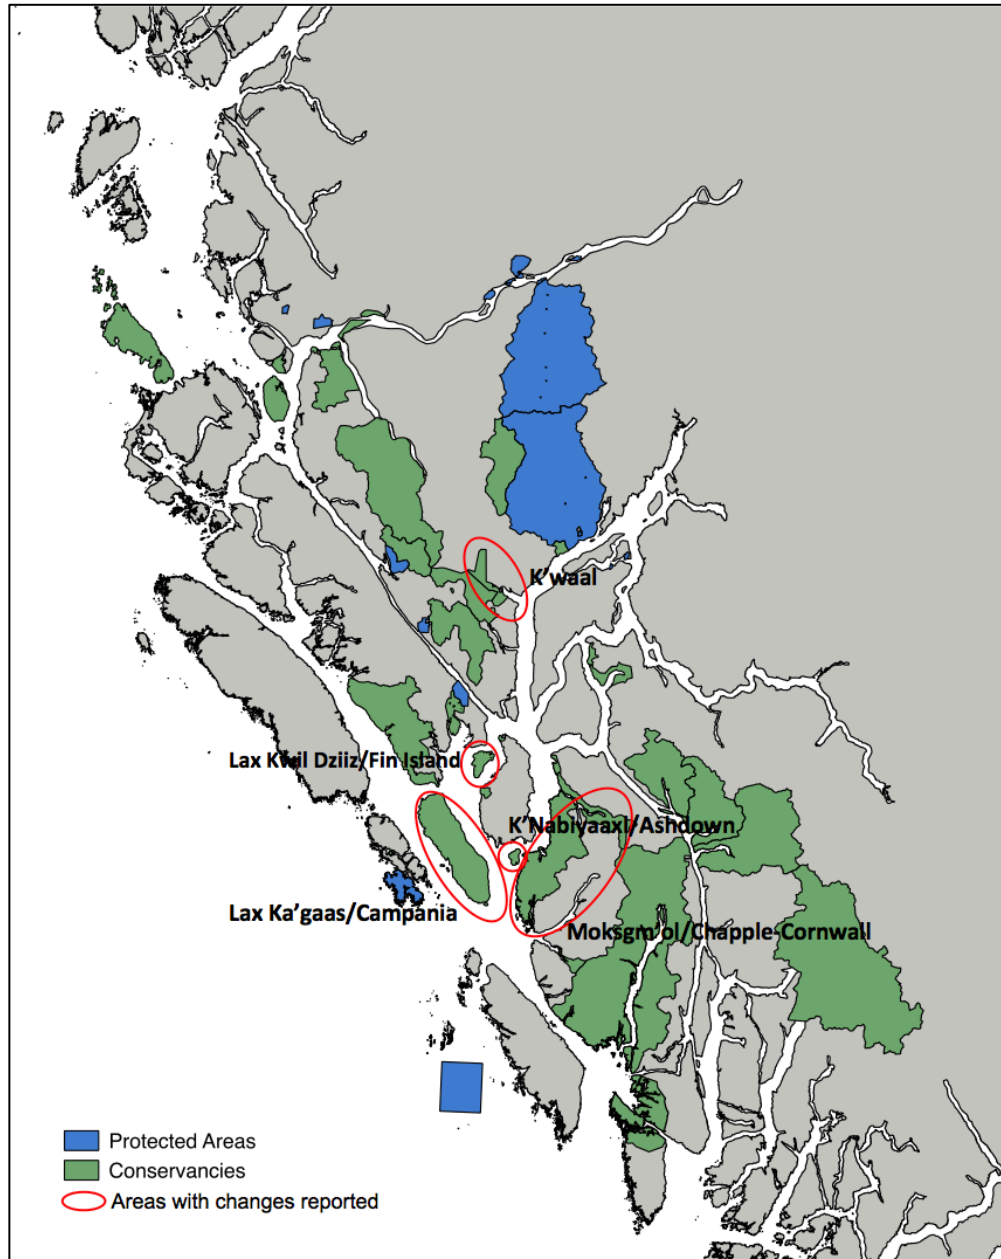 K'waal
Lax Kwil Dziiz/Fin Island
K'Nabiyaaxl/Ashdown
Lax Ka'gaas/Campania
Moksgm'ol/Chapple-Cornwall
Protected Areas
Conservancies
Areas with changes reported